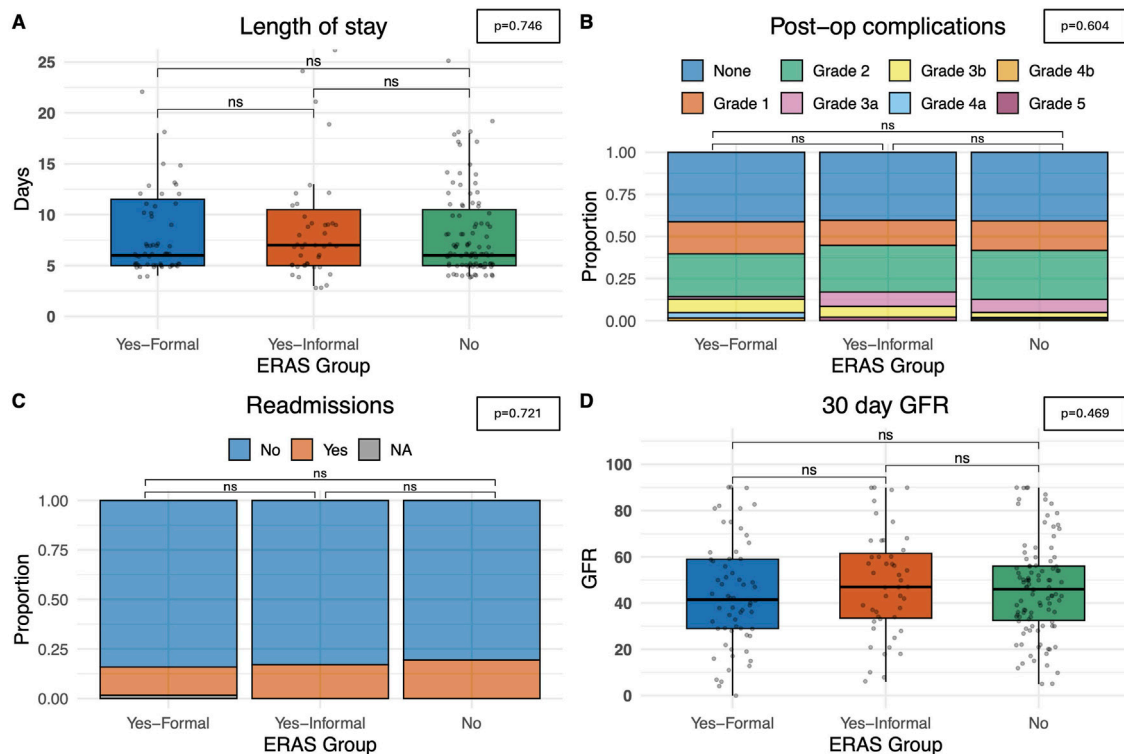 A
Length of stay
p=0.746
25
20
15
10
5
0
Days
ns
ns
ns
Yes−Formal
Yes−Informal
No
ERAS Group
B
Post−op complications
p=0.604
None
Grade 2
Grade 3b
Grade 4b
Grade 1
Grade 3a
Grade 4a
Grade 5
ns
ns
ns
1.00
0.75
0.50
0.25
0.00
Proportion
Yes−Formal
Yes−Informal
No
ERAS Group
C
Readmissions
p=0.721
No
Yes
NA
ns
ns
ns
1.00
0.75
0.50
0.25
0.00
Proportion
Yes−Formal
Yes−Informal
No
ERAS Group
D
30 day GFR
p=0.469
ns
ns
ns
100
80
60
40
20
0
GFR
Yes−Formal
Yes−Informal
No
ERAS Group